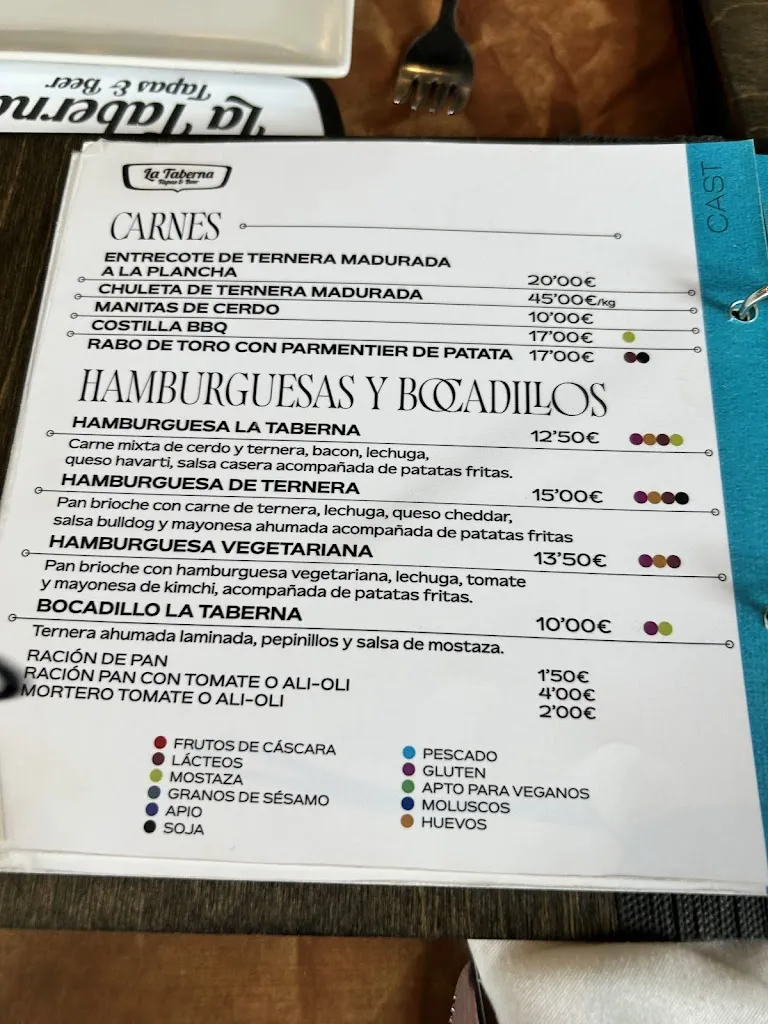 La Taberna
Tapas & Beer
La Taberna
Tapas & Beer
CAST
CARNES
ENTRECOTE DE TERNERA MADURADA
A LA PLANCHA 20'00€
CHULETA DE TERNERA MADURADA 45'00€/kg
MANITAS DE CERDO 10'00€
COSTILLA BBQ 17'00€
RABO DE TORO CON PARMENTIER DE PATATA 17'00€
HAMBURGUESAS Y BOCADILLOS
HAMBURGUESA LA TABERNA 12'50€
Carne mixta de cerdo y ternera, bacon, lechuga,
queso havarti, salsa casera acompañada de patatas fritas.
HAMBURGUESA DE TERNERA 15'00€
Pan brioche con carne de ternera, lechuga, queso cheddar,
salsa bulldog y mayonesa ahumada acompañada de patatas fritas
HAMBURGUESA VEGETARIANA 13'50€
Pan brioche con hamburguesa vegetariana, lechuga, tomate
y mayonesa de kimchi, acompañada de patatas fritas.
BOCADILLO LA TABERNA 10'00€
Ternera ahumada laminada, pepinillos y salsa de mostaza.
RACIÓN DE PAN 1'50€
RACIÓN PAN CON TOMATE O ALI-OLI 4'00€
MORTERO TOMATE O ALI-OLI 2'00€
FRUTOS DE CÁSCARA
LÁCTEOS
MOSTAZA
GRANOS DE SÉSAMO
APIO
SOJA
PESCADO
GLUTEN
APTO PARA VEGANOS
MOLUSCOS
HUEVOS